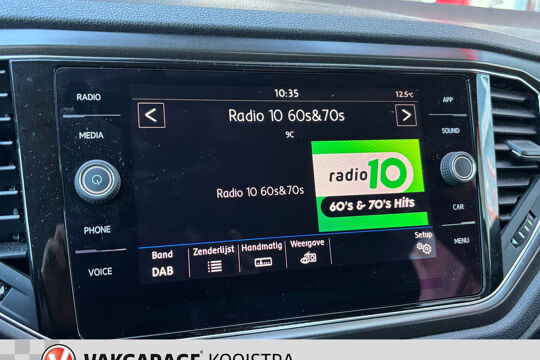 RADIO
MEDIA
PHONE
VOICE
10:35
12.5°C
Radio 10 60s&70s
9C
Radio 10 60s&70s
radio 10
60's & 70's Hits
Band
DAB
Zenderlijst
Handmatig
Weergave
Setup
APP
SOUND
CAR
MENU
VAKGARAGE KOOISTRA